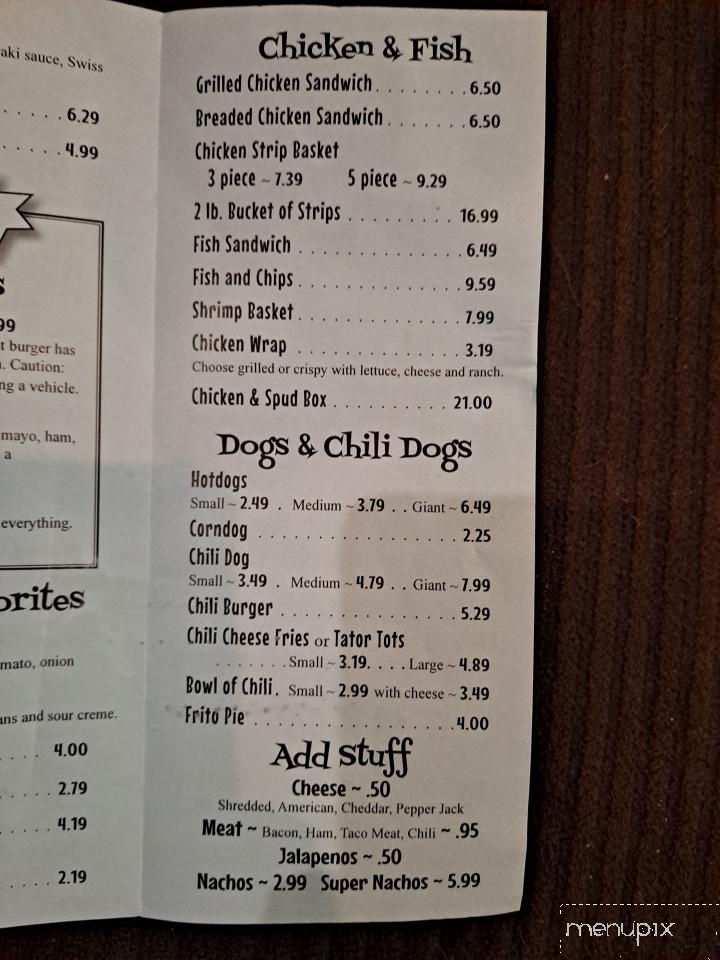 aki sauce, Swiss
. . . . . 6.29
. . . . . 4.99
s
99
t burger has
. Caution:
ng a vehicle.
mayo, ham,
a
everything.
orites
mato, onion
ans and sour creme.
. . . . 4.00
. . . . . 2.79
. . . . . 4.19
. . . . . 2.19
Chicken & Fish
Grilled Chicken Sandwich . . . . . . . . 6.50
Breaded Chicken Sandwich . . . . . . . 6.50
Chicken Strip Basket
3 piece ~ 7.39 5 piece ~ 9.29
2 lb. Bucket of Strips . . . . . . . . . 16.99
Fish Sandwich . . . . . . . . . . . . . . 6.49
Fish and Chips . . . . . . . . . . . . . . 9.59
Shrimp Basket . . . . . . . . . . . . . . 7.99
Chicken Wrap . . . . . . . . . . . . . . 3.19
Choose grilled or crispy with lettuce, cheese and ranch.
Chicken & Spud Box . . . . . . . . . . 21.00
Dogs & Chili Dogs
Hotdogs
Small ~ 2.49 . Medium ~ 3.79 . . Giant ~ 6.49
Corndog . . . . . . . . . . . . . . . . . 2.25
Chili Dog
Small ~ 3.49 . Medium ~ 4.79 . . Giant ~ 7.99
Chili Burger . . . . . . . . . . . . . . . 5.29
Chili Cheese Fries or Tator Tots
. . . . . . . Small ~ 3.19. . . . Large ~ 4.89
Bowl of Chili. Small ~ 2.99 with cheese ~ 3.49
Frito Pie . . . . . . . . . . . . . . . . . 4.00
Add Stuff
Cheese ~ .50
Shredded, American, Cheddar, Pepper Jack
Meat ~ Bacon, Ham, Taco Meat, Chili ~ .95
Jalapenos ~ .50
Nachos ~ 2.99 Super Nachos ~ 5.99
menupix